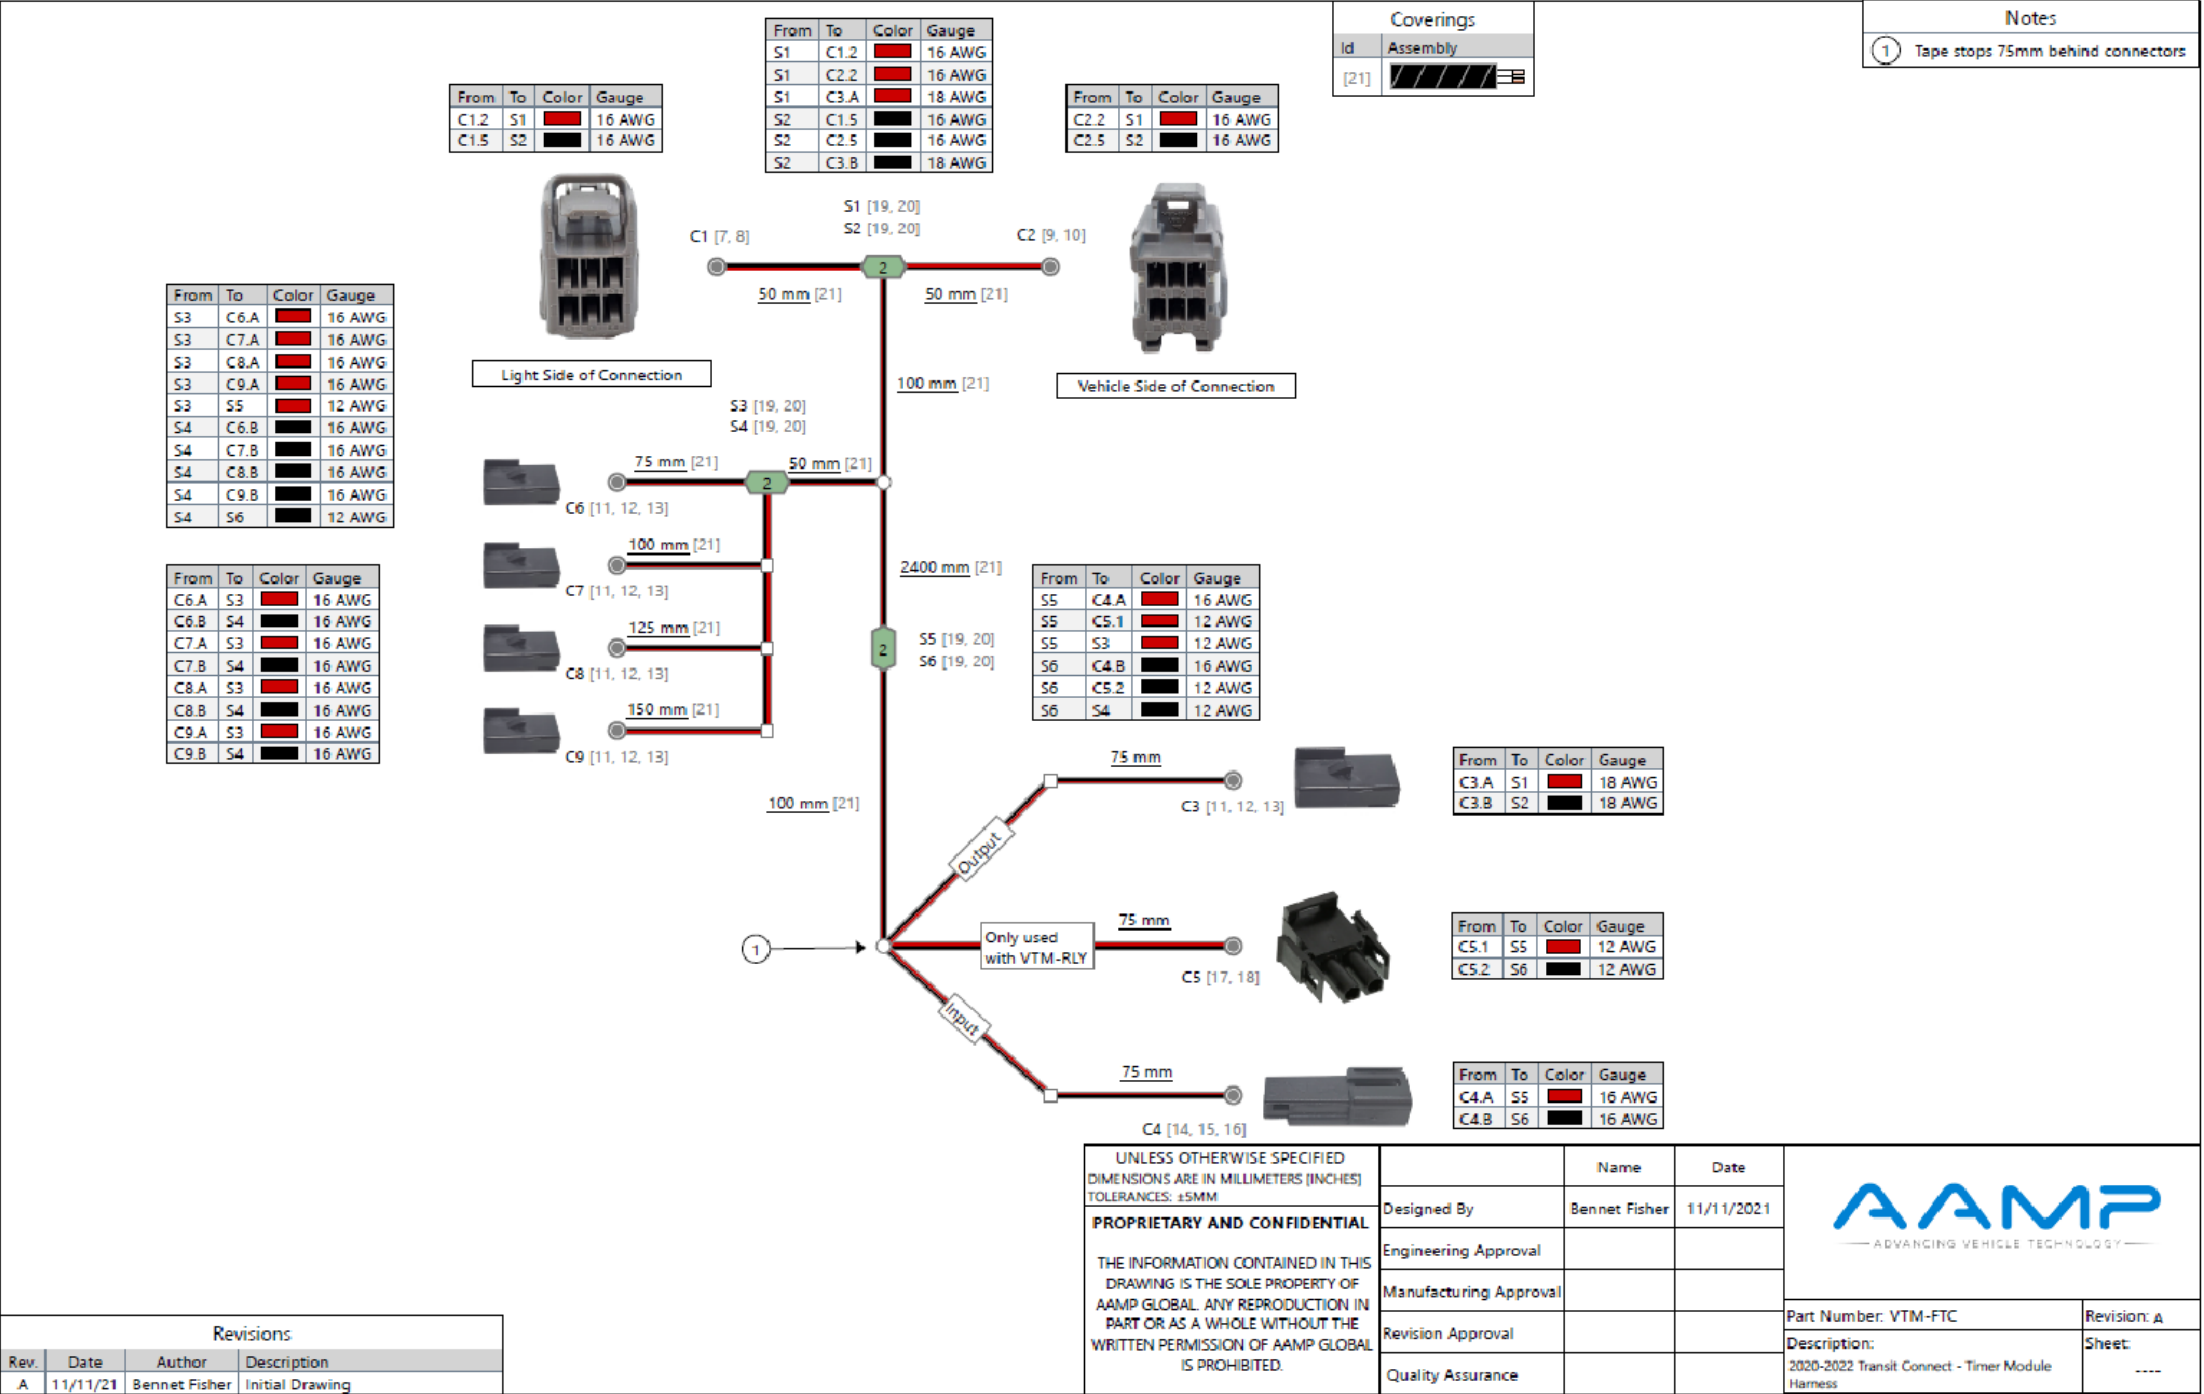 Coverings
Id Assembly
[21]
Notes
1 Tape stops 75mm behind connectors
From To Color Gauge
S1 C1.2 16 AWG
S1 C2.2 16 AWG
S1 C3.A 18 AWG
S2 C1.5 16 AWG
S2 C2.5 16 AWG
S2 C3.B 18 AWG
From To Color Gauge
C1.2 S1 16 AWG
C1.5 S2 16 AWG
From To Color Gauge
C2.2 S1 16 AWG
C2.5 S2 16 AWG
S1 [19, 20]
S2 [19, 20]
C1 [7, 8]
C2 [9, 10]
2
50 mm [21]
50 mm [21]
Light Side of Connection
Vehicle Side of Connection
100 mm [21]
From To Color Gauge
S3 C6.A 16 AWG
S3 C7.A 16 AWG
S3 C8.A 16 AWG
S3 C9.A 16 AWG
S3 S5 12 AWG
S4 C6.B 16 AWG
S4 C7.B 16 AWG
S4 C8.B 16 AWG
S4 C9.B 16 AWG
S4 S6 12 AWG
S3 [19, 20]
S4 [19, 20]
75 mm [21]
50 mm [21]
2
C6 [11, 12, 13]
100 mm [21]
C7 [11, 12, 13]
125 mm [21]
C8 [11, 12, 13]
150 mm [21]
C9 [11, 12, 13]
From To Color Gauge
C6.A S3 16 AWG
C6.B S4 16 AWG
C7.A S3 16 AWG
C7.B S4 16 AWG
C8.A S3 16 AWG
C8.B S4 16 AWG
C9.A S3 16 AWG
C9.B S4 16 AWG
2400 mm [21]
2
S5 [19, 20]
S6 [19, 20]
From To Color Gauge
S5 C4.A 16 AWG
S5 C5.1 12 AWG
S5 S3 12 AWG
S6 C4.B 16 AWG
S6 C5.2 12 AWG
S6 S4 12 AWG
100 mm [21]
75 mm
C3 [11, 12, 13]
Output
From To Color Gauge
C3.A S1 18 AWG
C3.B S2 18 AWG
1
Only used
with VTM-RLY
75 mm
C5 [17, 18]
From To Color Gauge
C5.1 S5 12 AWG
C5.2 S6 12 AWG
Input
75 mm
C4 [14, 15, 16]
From To Color Gauge
C4.A S5 16 AWG
C4.B S6 16 AWG
UNLESS OTHERWISE SPECIFIED
DIMENSIONS ARE IN MILLIMETERS [INCHES]
TOLERANCES: ±5MM
PROPRIETARY AND CONFIDENTIAL
THE INFORMATION CONTAINED IN THIS
DRAWING IS THE SOLE PROPERTY OF
AAMP GLOBAL. ANY REPRODUCTION IN
PART OR AS A WHOLE WITHOUT THE
WRITTEN PERMISSION OF AAMP GLOBAL
IS PROHIBITED.
Name Date
Designed By Bennet Fisher 11/11/2021
Engineering Approval
Manufacturing Approval
Revision Approval
Quality Assurance
AAMP
ADVANCING VEHICLE TECHNOLOGY
Part Number: VTM-FTC Revision: A
Description: Sheet:
2020-2022 Transit Connect - Timer Module
Harness
----
Revisions
Rev. Date Author Description
A 11/11/21 Bennet Fisher Initial Drawing